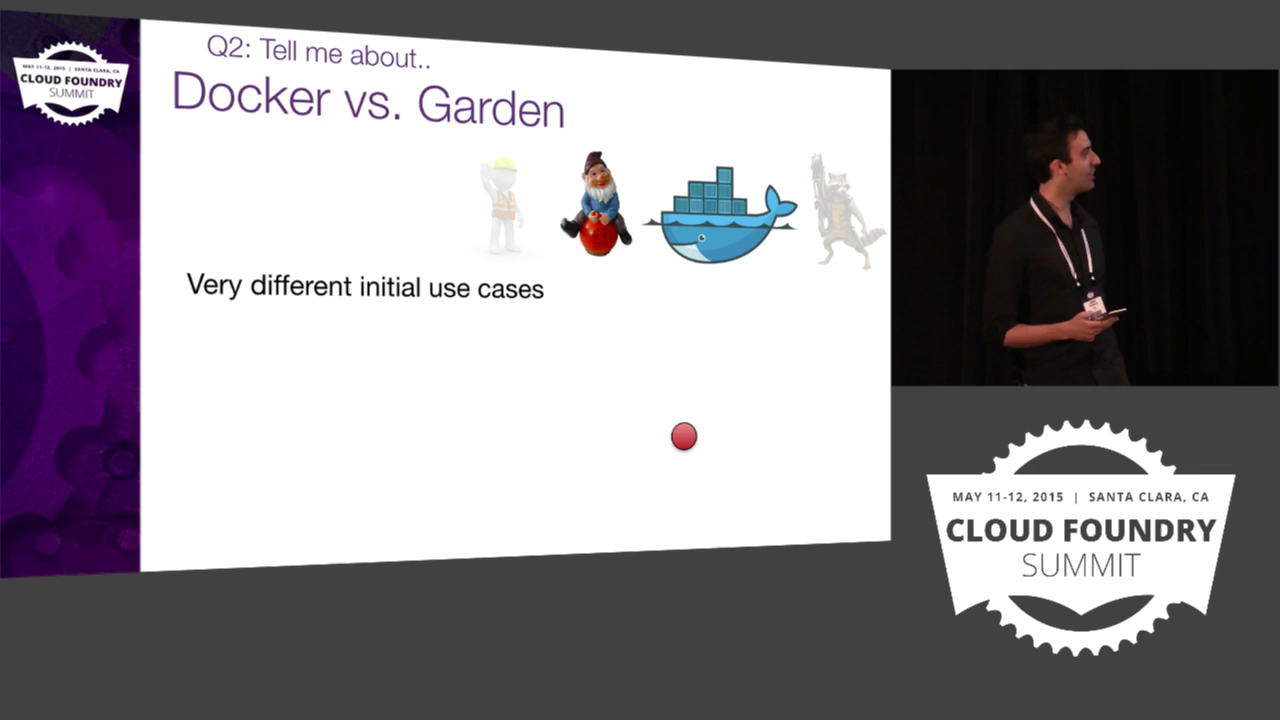 MAY 11-12, 2015 | SANTA CLARA, CA
CLOUD FOUNDRY
SUMMIT
Q2: Tell me about..
Docker vs. Garden
Very different initial use cases
MAY 11-12, 2015 | SANTA CLARA, CA
CLOUD FOUNDRY
SUMMIT